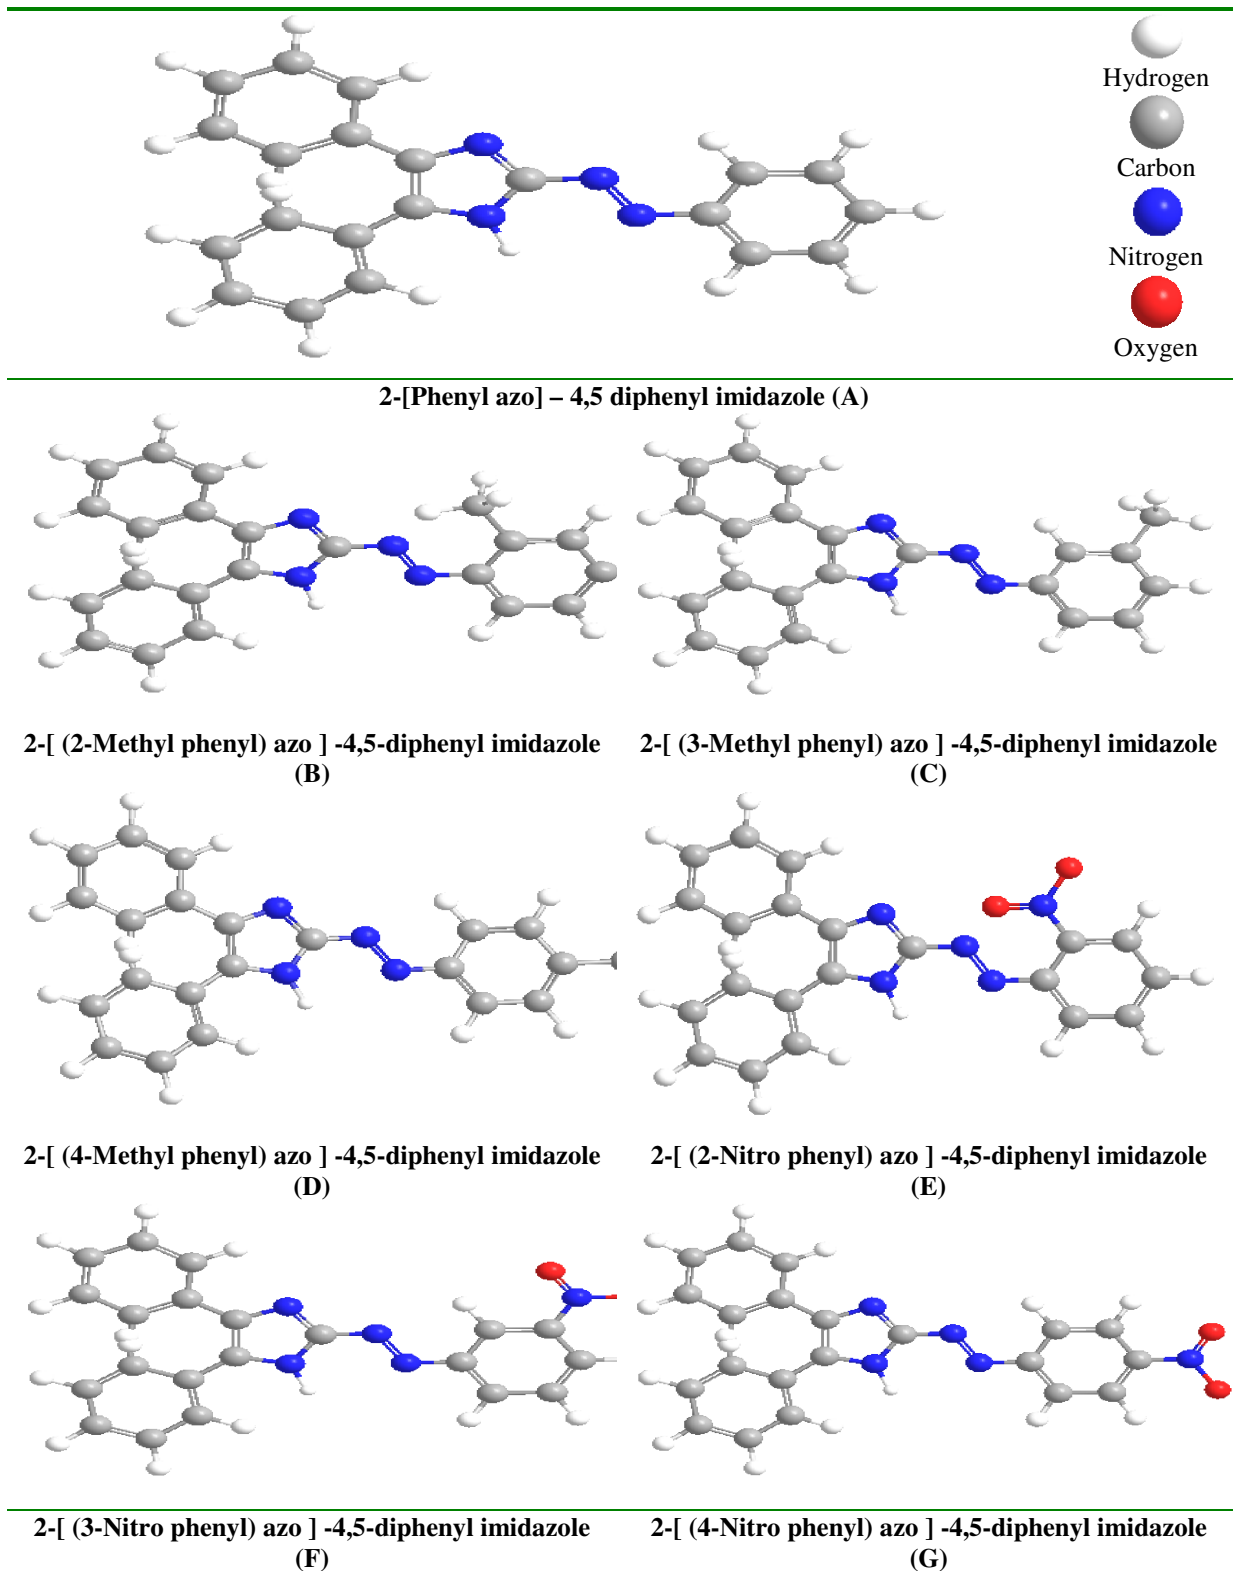 Hydrogen
Carbon
Nitrogen
Oxygen
2-[Phenyl azo] – 4,5 diphenyl imidazole (A)
2-[ (2-Methyl phenyl) azo ] -4,5-diphenyl imidazole
(B)
2-[ (3-Methyl phenyl) azo ] -4,5-diphenyl imidazole
(C)
2-[ (4-Methyl phenyl) azo ] -4,5-diphenyl imidazole
(D)
2-[ (2-Nitro phenyl) azo ] -4,5-diphenyl imidazole
(E)
2-[ (3-Nitro phenyl) azo ] -4,5-diphenyl imidazole
(F)
2-[ (4-Nitro phenyl) azo ] -4,5-diphenyl imidazole
(G)